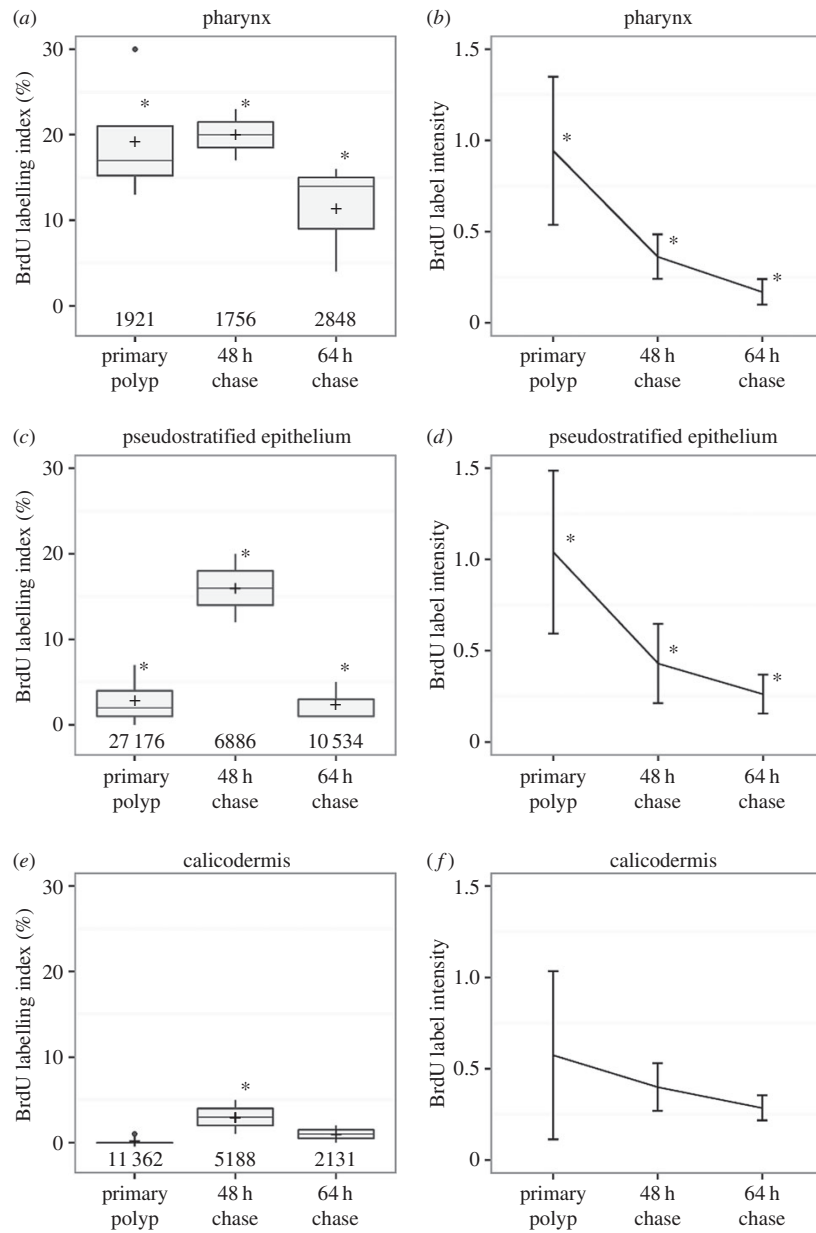 (a) pharynx
BrdU labelling index (%)
30
20
10
0
* * *
1921 1756 2848
primary polyp
48 h chase
64 h chase
(b) pharynx
BrdU label intensity
1.5
1.0
0.5
0
*
*
*
primary polyp
48 h chase
64 h chase
(c) pseudostratified epithelium
BrdU labelling index (%)
30
20
10
0
*
*
*
27 176 6886 10 534
primary polyp
48 h chase
64 h chase
(d) pseudostratified epithelium
BrdU label intensity
1.5
1.0
0.5
0
*
*
*
primary polyp
48 h chase
64 h chase
(e) calicodermis
BrdU labelling index (%)
30
20
10
0
*
11 362 5188 2131
primary polyp
48 h chase
64 h chase
(f) calicodermis
BrdU label intensity
1.5
1.0
0.5
0
primary polyp
48 h chase
64 h chase